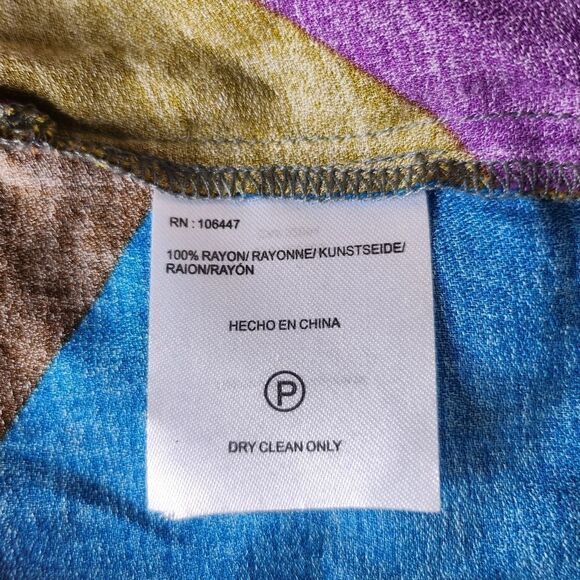 RN : 106447
100% RAYON/ RAYONNE/ KUNSTSEIDE/
RAION/RAYÓN
HECHO EN CHINA
P
DRY CLEAN ONLY